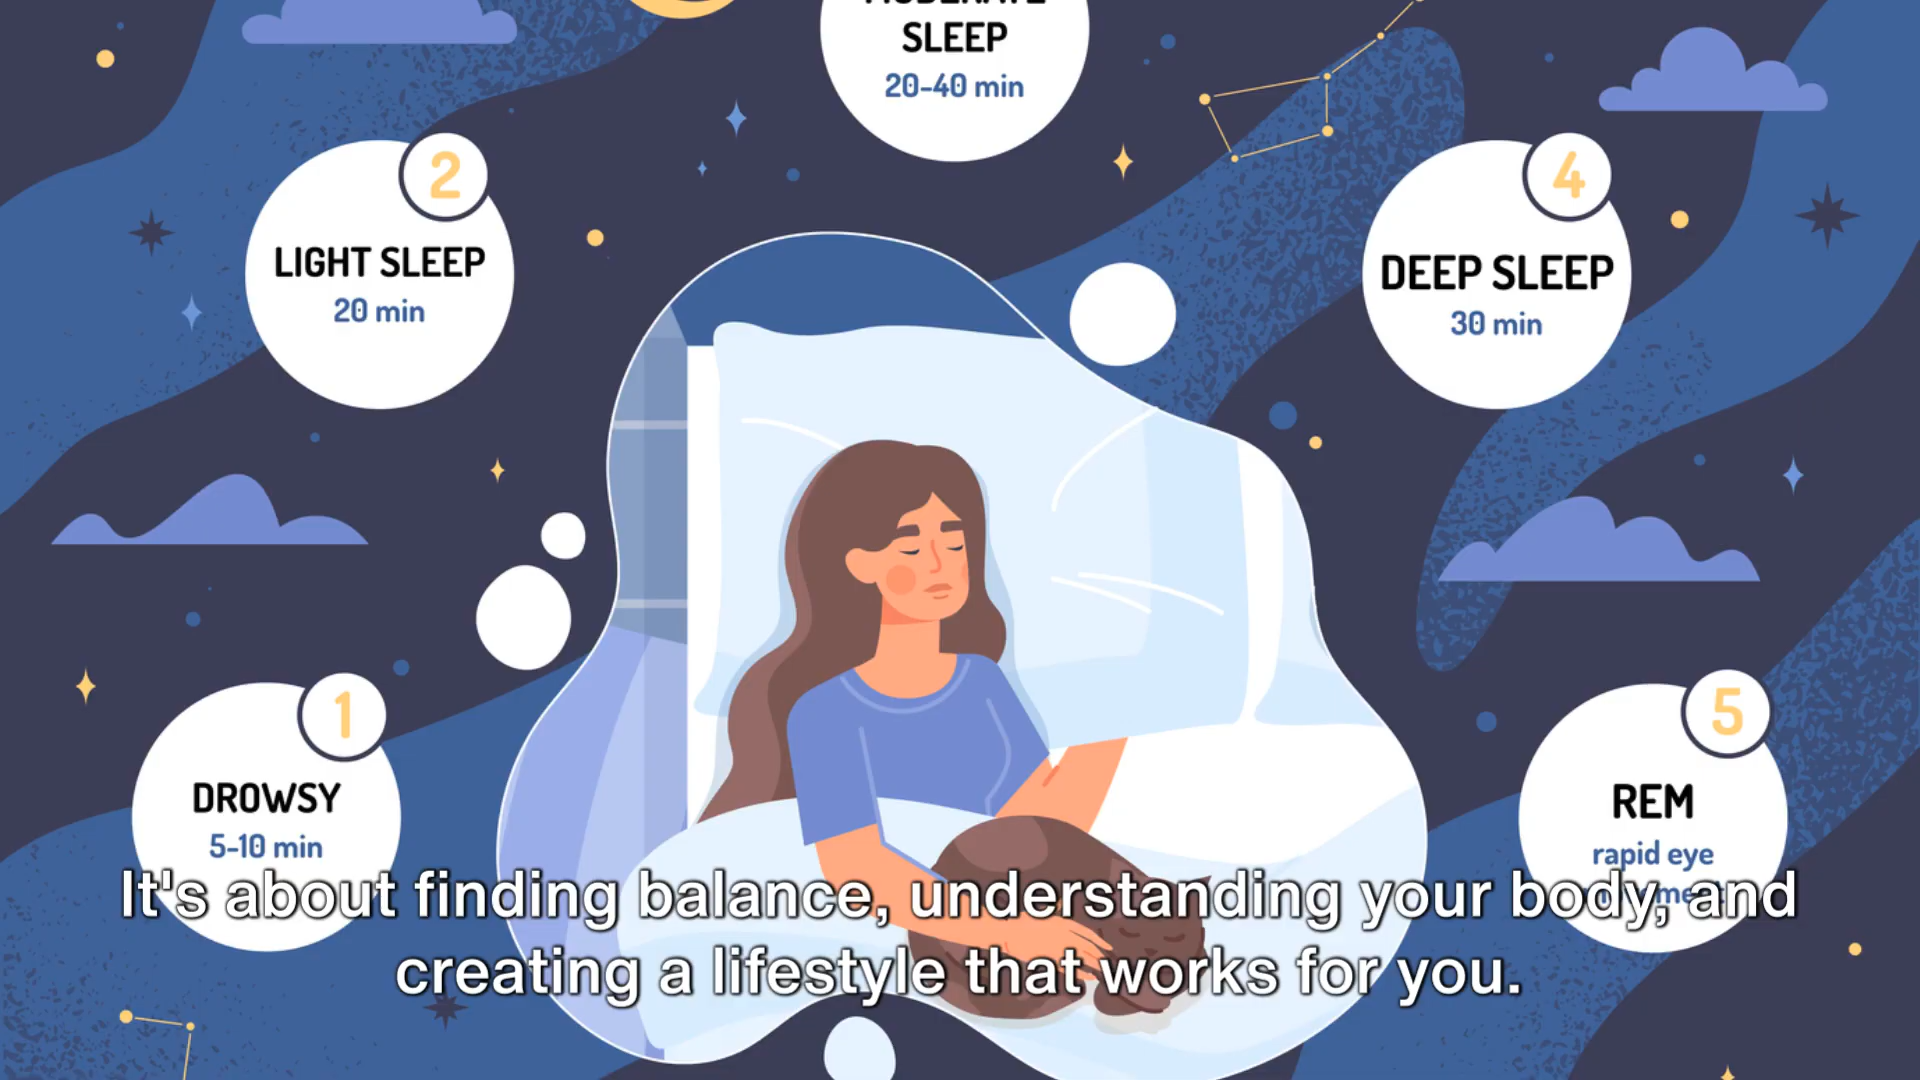 SLEEP
20-40 min
2
LIGHT SLEEP
20 min
4
DEEP SLEEP
30 min
1
DROWSY
5-10 min
5
REM
rapid eye
It's about finding balance, understanding your body, and
creating a lifestyle that works for you.